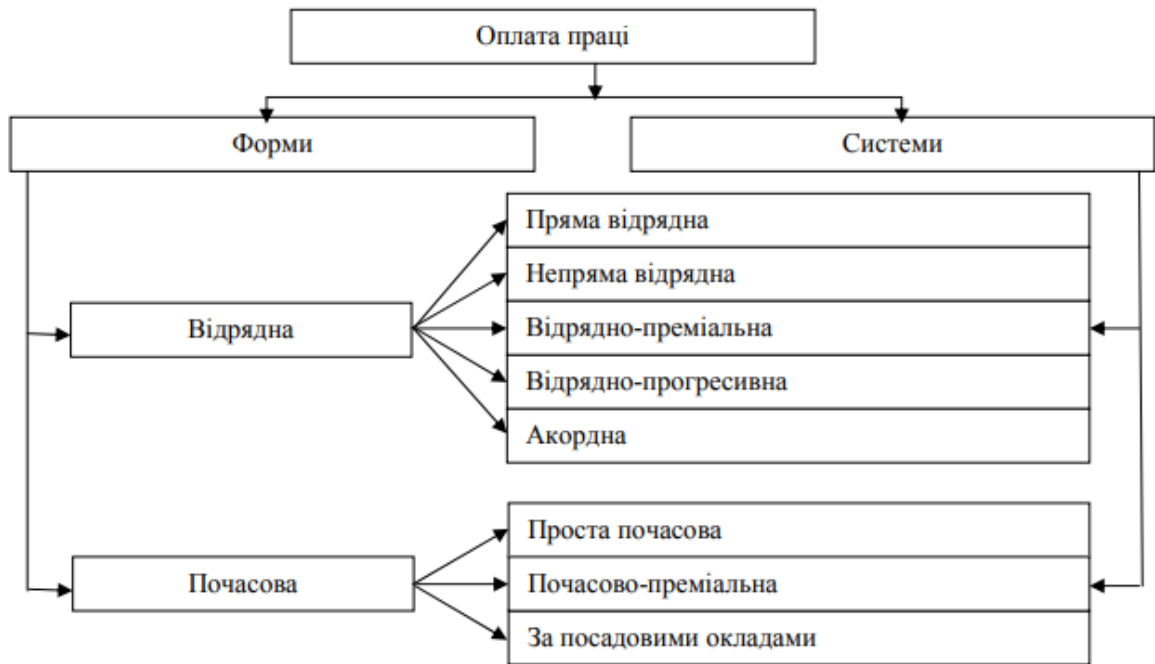 Оплата праці
Форми
Системи
Пряма відрядна
Непряма відрядна
Відрядна
Відрядно-преміальна
Відрядно-прогресивна
Акордна
Проста почасова
Почасова
Почасово-преміальна
За посадовими окладами